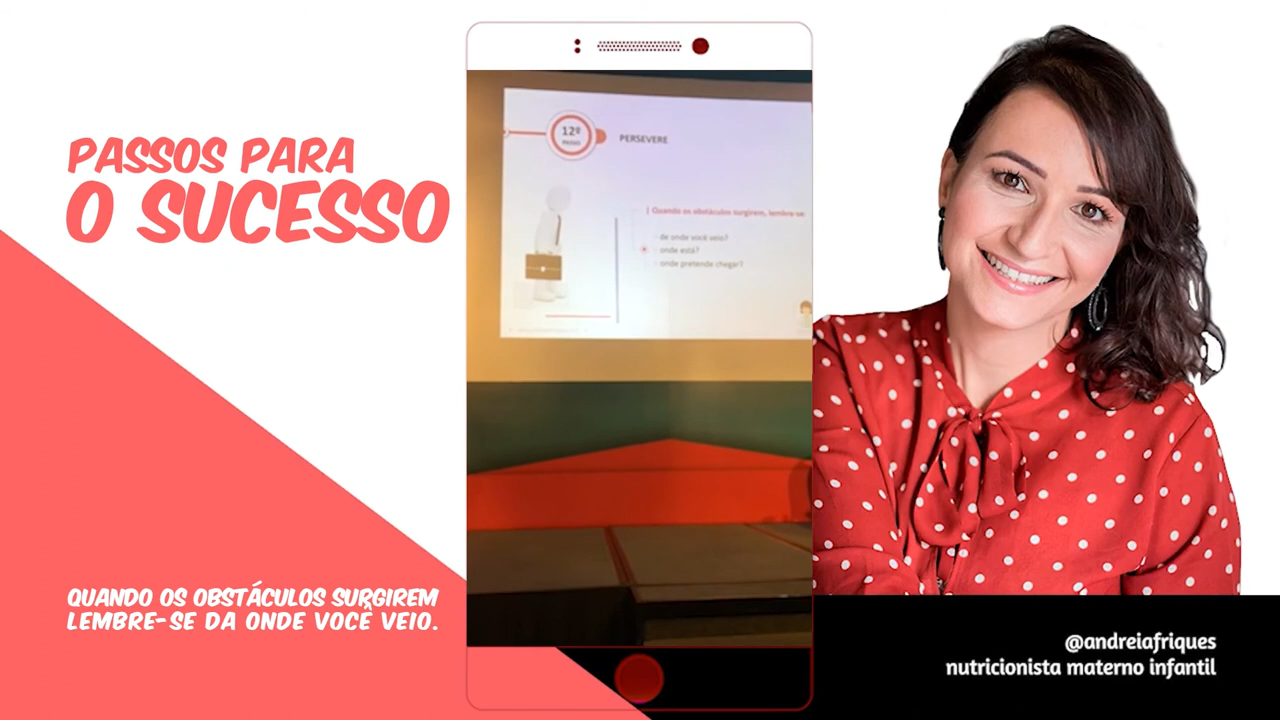 PASSOS PARA
O SUCESSO
12º
PASSO
PERSEVERE
| Quando os obstáculos surgirem, lembre-se
- de onde você veio?
- onde está?
- onde pretende chegar?
QUANDO OS OBSTÁCULOS SURGIREM
LEMBRE-SE DA ONDE VOCÊ VEIO.
@andreiafriques
nutricionista materno infantil